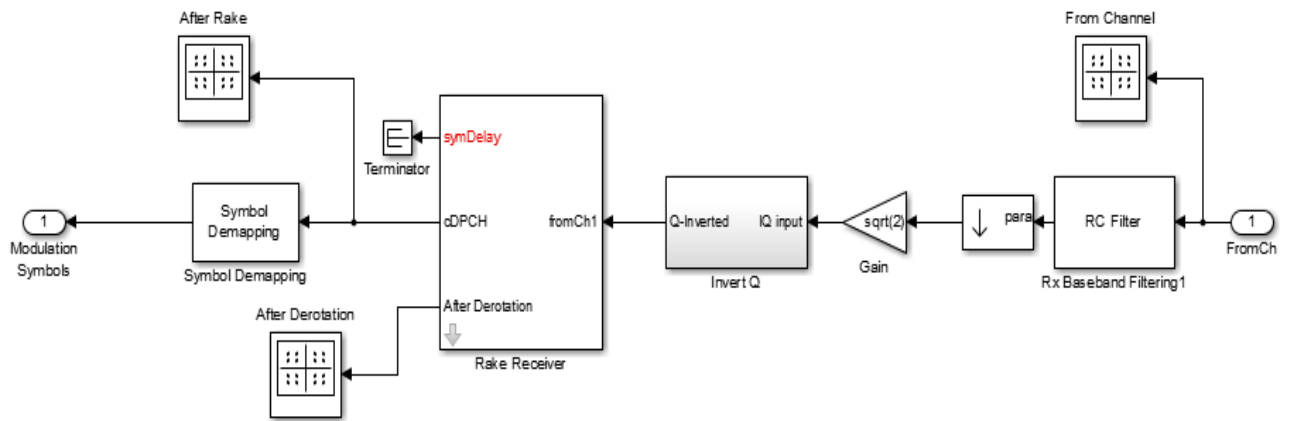 After Rake
From Channel
symDelay
Terminator
Symbol
Demapping
cDPCH
fromCh1
Q-Inverted
IQ input
sqrt(2)
para
RC Filter
1
1
Modulation
Symbols
Symbol Demapping
Invert Q
Gain
Rx Baseband Filtering1
FromCh
After Derotation
After Derotation
Rake Receiver